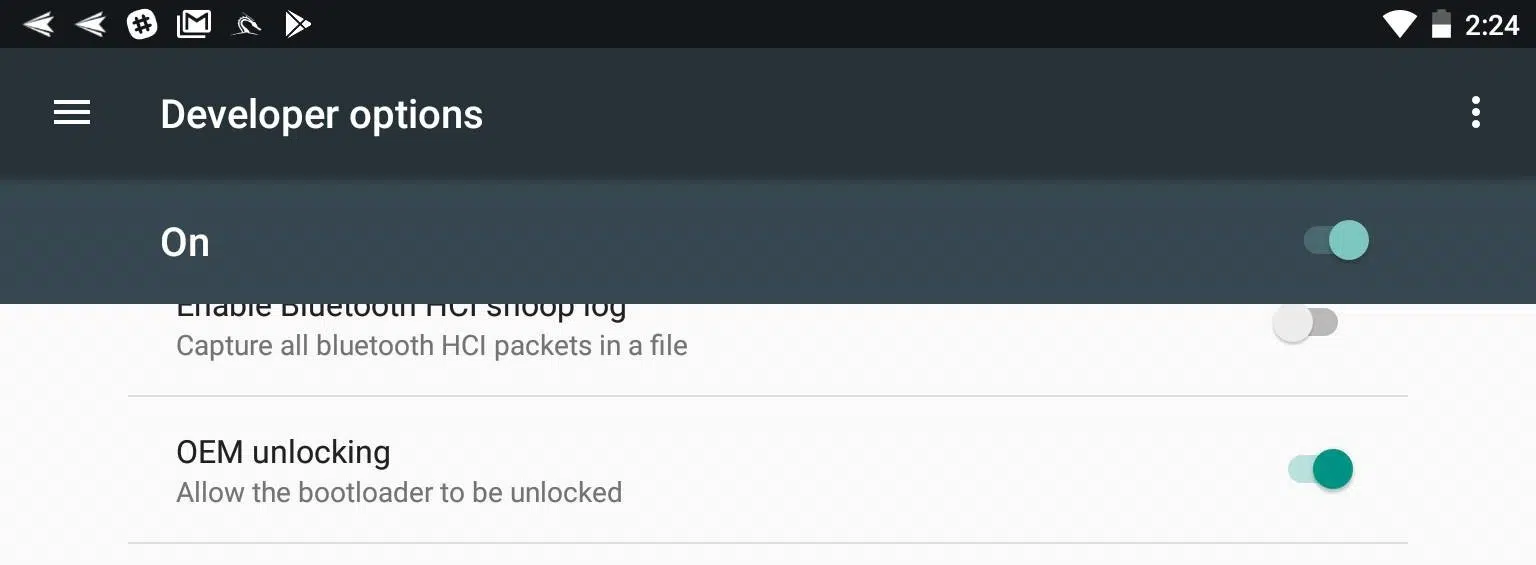 2:24
Developer options
On
Enable Bluetooth HCI snoop log
Capture all bluetooth HCI packets in a file
OEM unlocking
Allow the bootloader to be unlocked